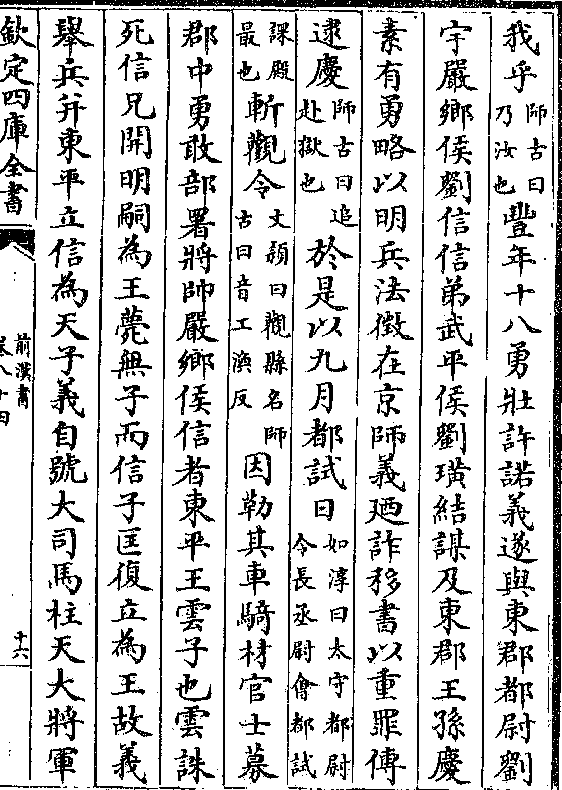 我乎師古曰乃汝也豐年十八勇壯許諾義遂與東郡都尉劉
宇嚴鄉侯劉信信弟武平侯劉璜結謀及東郡王孫慶
素有勇略以明兵法徵在京師義廼詐移書以重罪傳
逮慶師古曰追赴獄也於是以九月都試日如淳曰太守都尉令長丞尉會都試
課殿最也斬觀令文頴曰觀縣名師古曰音工渙反因勒其車騎材官士募
郡中勇敢部署將帥嚴鄉侯信者東平王雲子也雲誅
死信兄開明嗣為王薨無子而信子匡復立為王故義
舉兵并東平立信為天子義自號大司馬柱天大將軍
欽定四庫全書
前漢書
卷八十四
十六